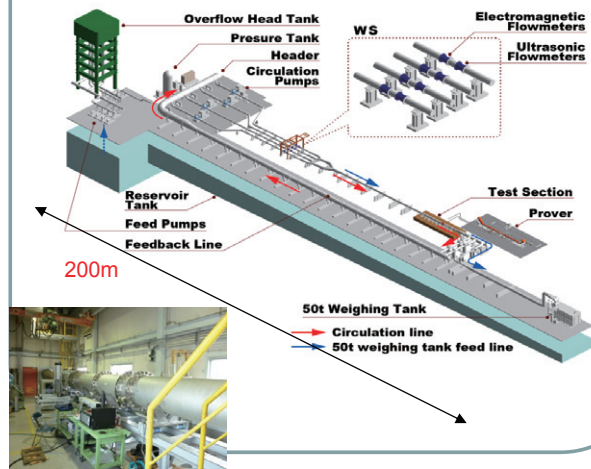 Overflow Head Tank
Presure Tank
Header
Circulation
Pumps
WS
Electromagnetic
Flowmeters
Ultrasonic
Flowmeters
Reservoir
Tank
Feed Pumps
Feedback Line
Test Section
Prover
200m
50t Weighing Tank
Circulation line
50t weighing tank feed line